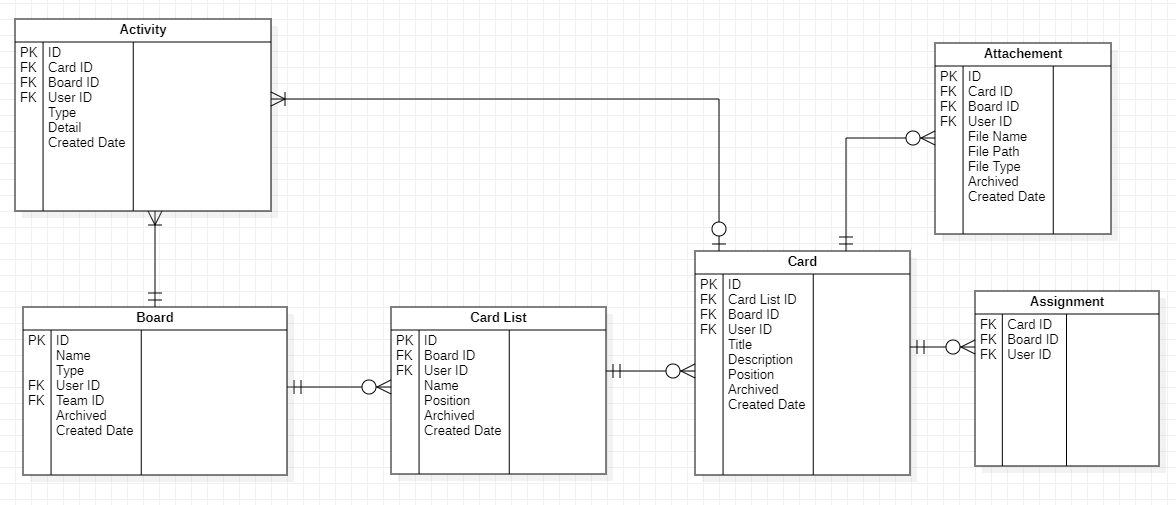 Activity
PK ID
FK Card ID
FK Board ID
FK User ID
Type
Detail
Created Date
Attachement
PK ID
FK Card ID
FK Board ID
FK User ID
File Name
File Path
File Type
Archived
Created Date
Board
PK ID
Name
Type
FK User ID
FK Team ID
Archived
Created Date
Card List
PK ID
FK Board ID
FK User ID
Name
Position
Archived
Created Date
Card
PK ID
FK Card List ID
FK Board ID
FK User ID
Title
Description
Position
Archived
Created Date
Assignment
FK Card ID
FK Board ID
FK User ID